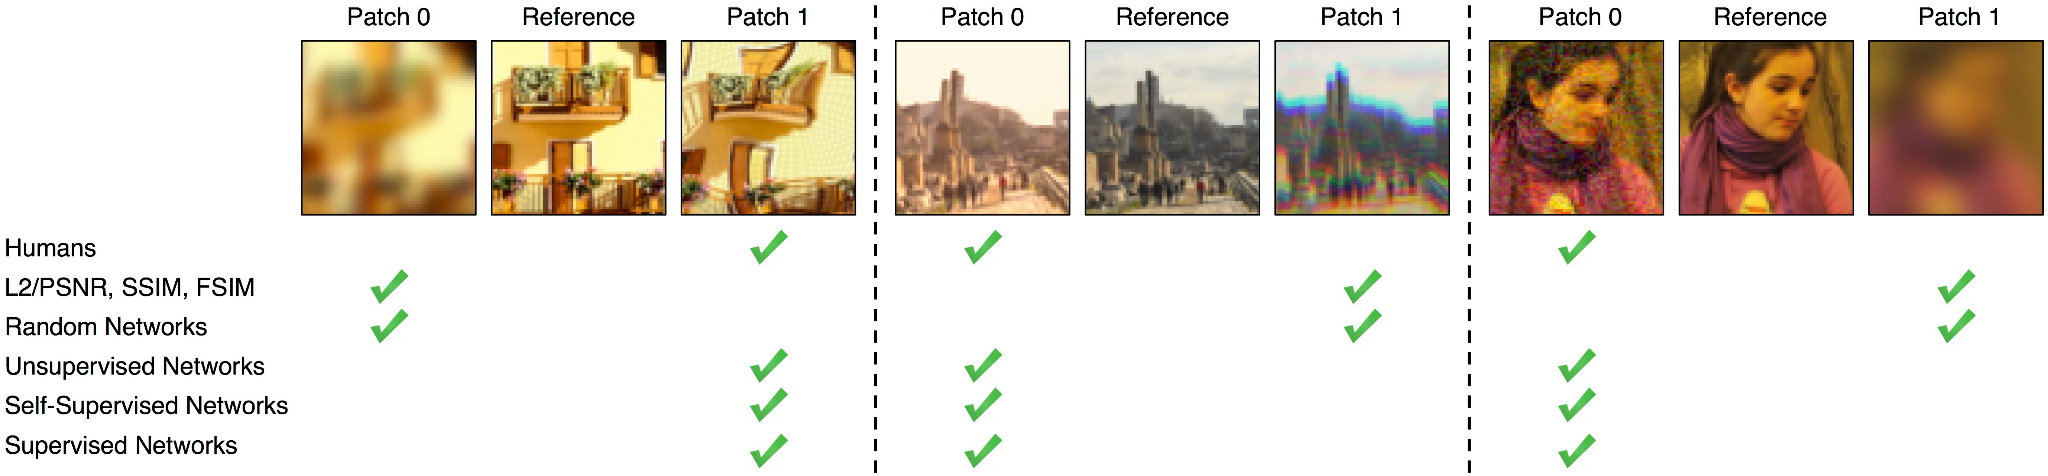 Patch 0 Reference Patch 1 Patch 0 Reference Patch 1 Patch 0 Reference Patch 1
Humans
L2/PSNR, SSIM, FSIM
Random Networks
Unsupervised Networks
Self-Supervised Networks
Supervised Networks